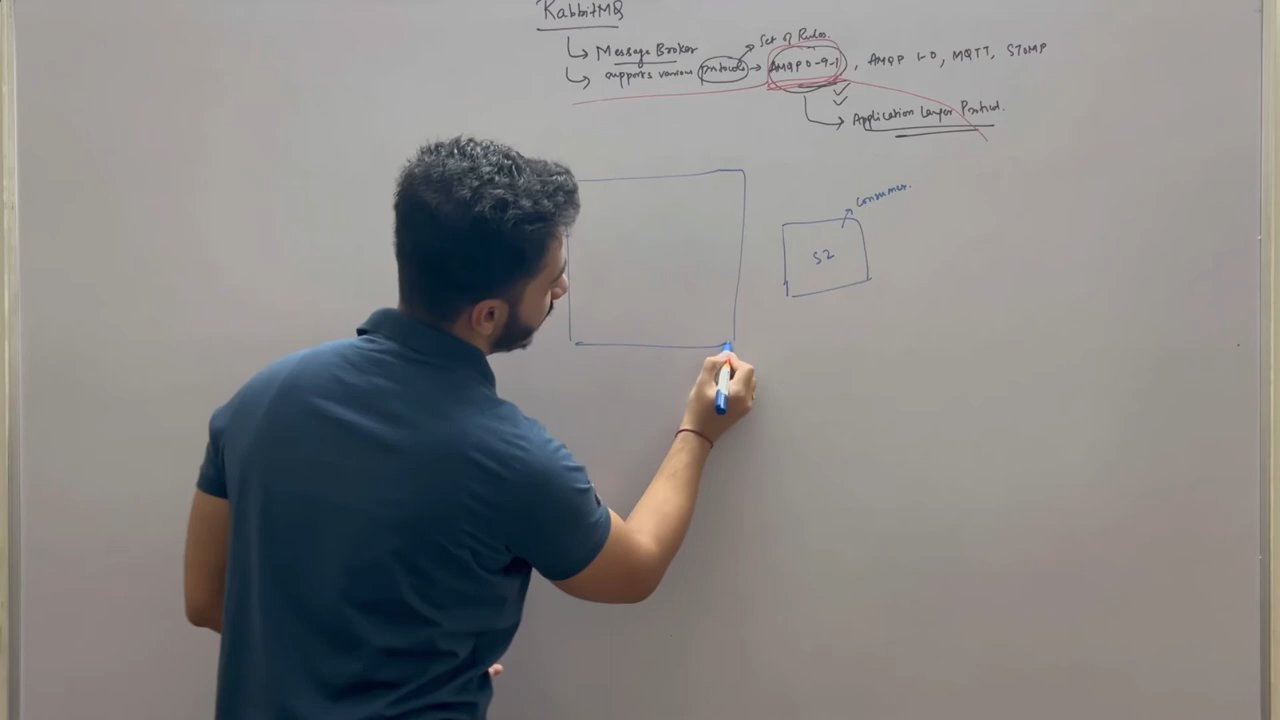 RabbitMQ
Message Broker
Set of Rules.
supports various protocols → AMQP 0-9-1, AMQP 1-0, MQTT, STOMP
Application Layer Protocol.
Consumer.
S2